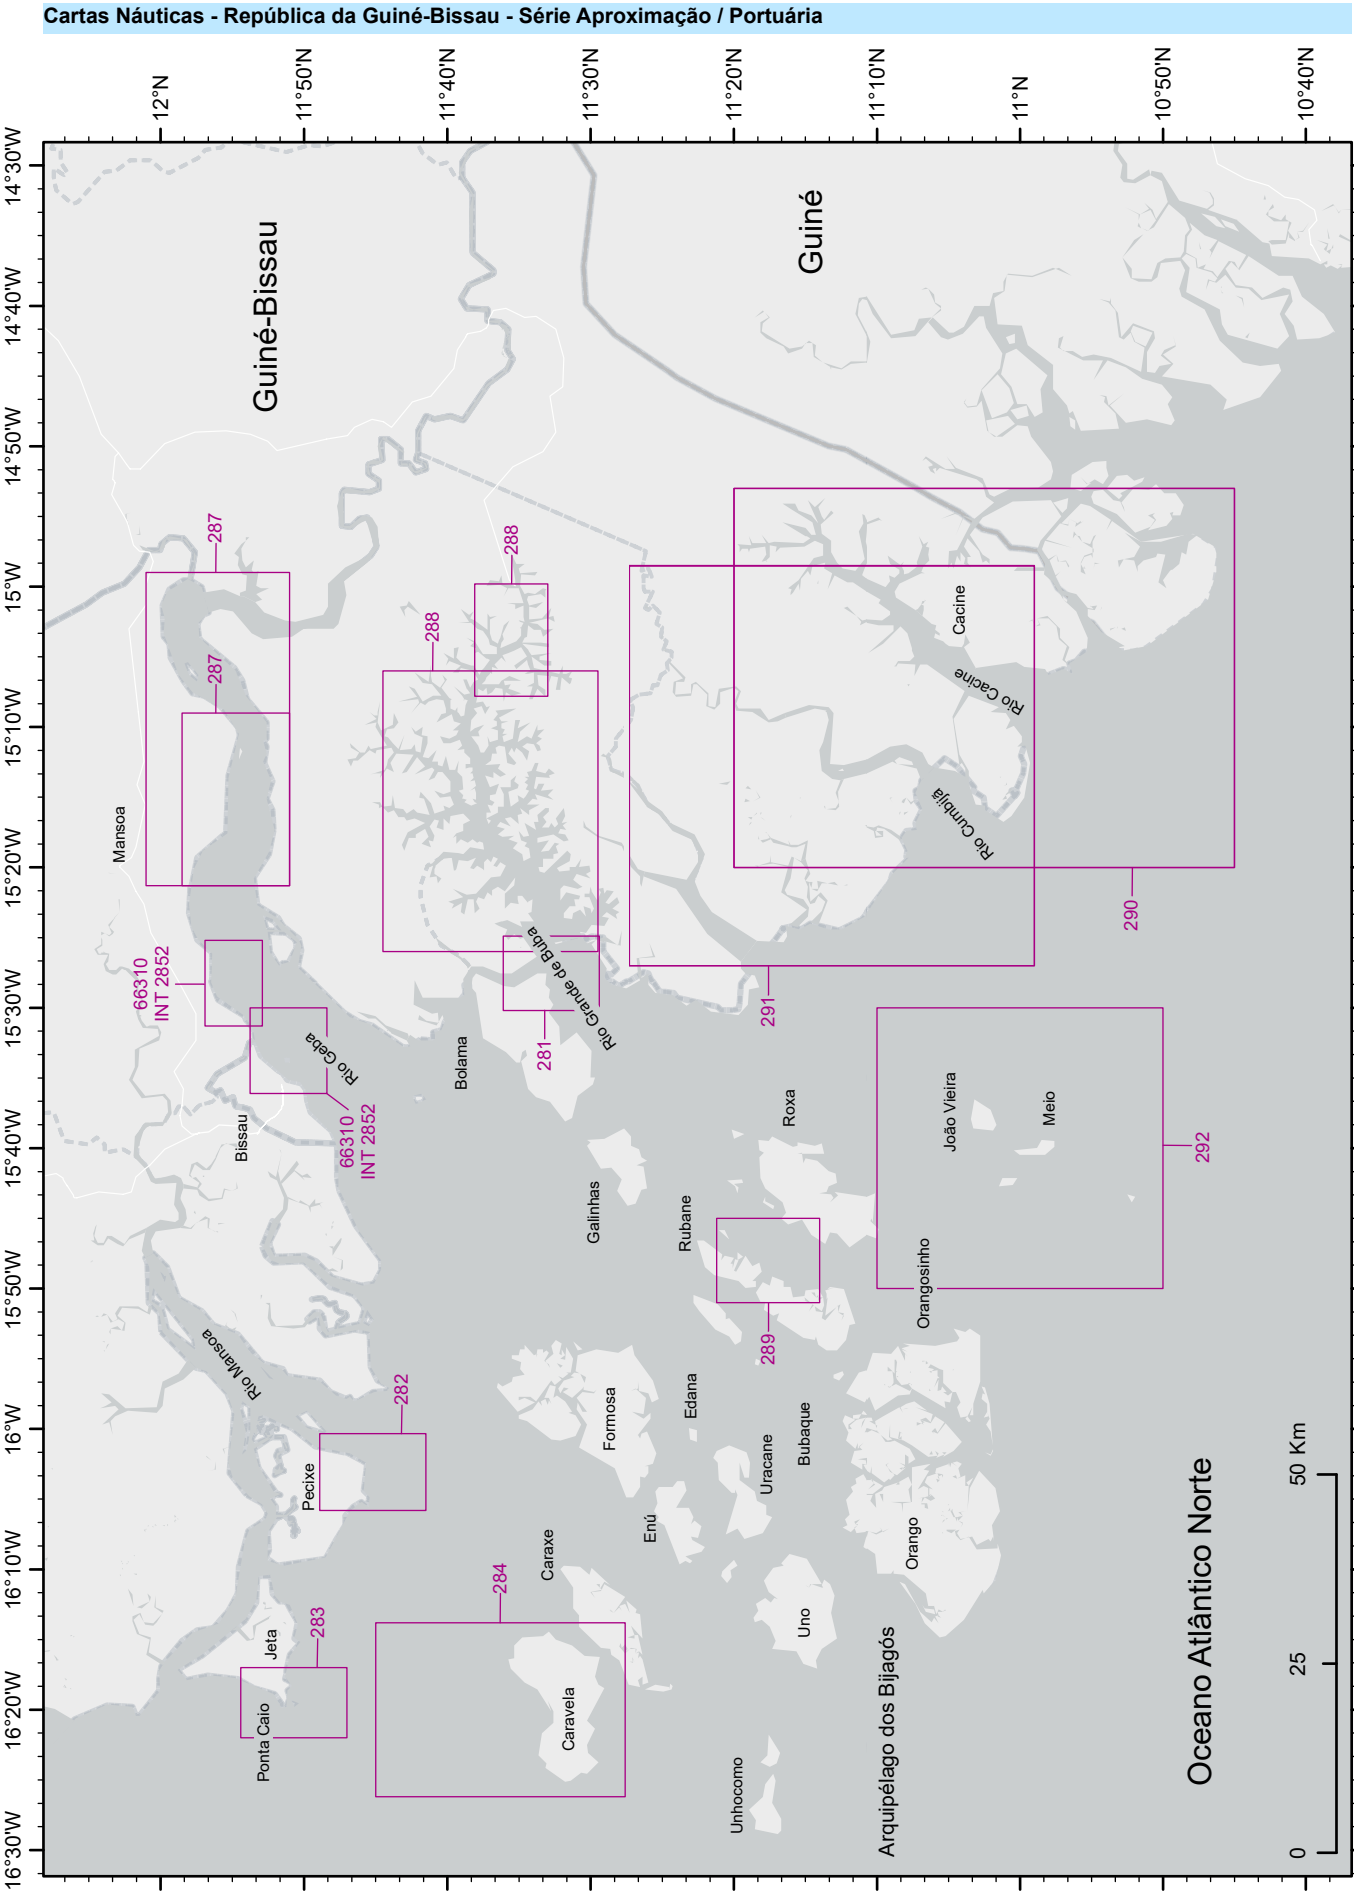 Cartas Náuticas - República da Guiné-Bissau - Série Aproximação / Portuária
12°N
11°50'N
11°40'N
11°30'N
11°20'N
11°10'N
11°N
10°50'N
10°40'N
14°30'W
14°40'W
14°50'W
15°W
15°10'W
15°20'W
15°30'W
15°40'W
15°50'W
16°W
16°10'W
16°20'W
16°30'W
Guiné-Bissau
Guiné
287
287
288
288
Mansoa
Cacine
Rio Cacine
Rio Cumbijã
290
291
66310
INT 2852
66310
INT 2852
Rio Geba
Bissau
Rio Grande de Buba
281
Bolama
Galinhas
Roxa
Rubane
João Vieira
Meio
292
Orangosinho
289
Rio Mansoa
282
Pecixe
Formosa
Edana
Uracane
Bubaque
Enú
Caraxe
Orango
284
283
Jeta
Ponta Caio
Caravela
Uno
Unhocomo
Arquipélago dos Bijagós
Oceano Atlântico Norte
0
25
50 Km